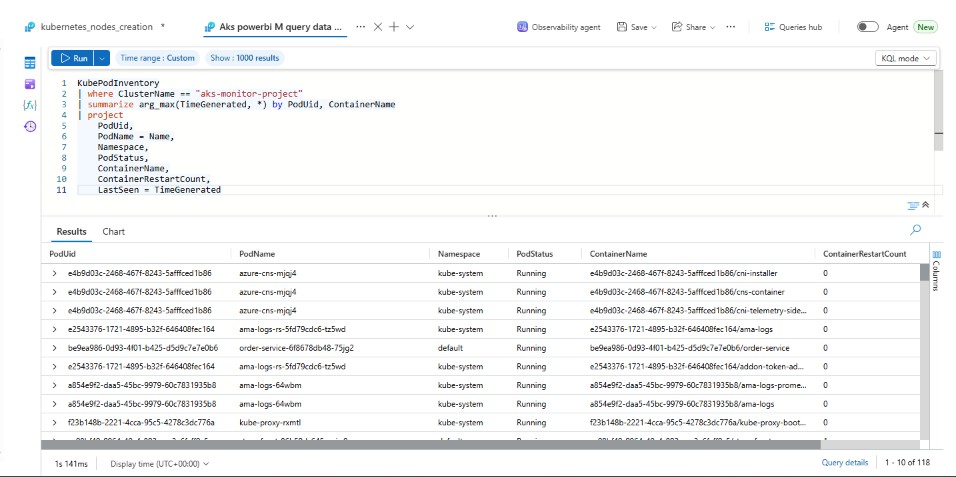 kubernetes_nodes_creation *
Aks powerbi M query data ...
Observability agent
Save
Share
Queries hub
Agent
New
Run
Time range : Custom
Show : 1000 results
KQL mode
1 KubePodInventory
2 | where ClusterName == "aks-monitor-project"
3 | summarize arg_max(TimeGenerated, *) by PodUid, ContainerName
4 | project
5 PodUid,
6 PodName = Name,
7 Namespace,
8 PodStatus,
9 ContainerName,
10 ContainerRestartCount,
11 LastSeen = TimeGenerated
Results Chart
PodUid PodName Namespace PodStatus ContainerName ContainerRestartCount
Columns
e4b9d03c-2468-467f-8243-5afffced1b86 azure-cns-mjqj4 kube-system Running e4b9d03c-2468-467f-8243-5afffced1b86/cni-installer 0
e4b9d03c-2468-467f-8243-5afffced1b86 azure-cns-mjqj4 kube-system Running e4b9d03c-2468-467f-8243-5afffced1b86/cns-container 0
e4b9d03c-2468-467f-8243-5afffced1b86 azure-cns-mjqj4 kube-system Running e4b9d03c-2468-467f-8243-5afffced1b86/cni-telemetry-side... 0
e2543376-1721-4895-b32f-646408fec164 ama-logs-rs-5fd79cdc6-tz5wd kube-system Running e2543376-1721-4895-b32f-646408fec164/ama-logs 0
be9ea986-0d93-4f01-b425-d5d9c7e7e0b6 order-service-6f8678db48-75jg2 default Running be9ea986-0d93-4f01-b425-d5d9c7e7e0b6/order-service 0
e2543376-1721-4895-b32f-646408fec164 ama-logs-rs-5fd79cdc6-tz5wd kube-system Running e2543376-1721-4895-b32f-646408fec164/addon-token-ad... 0
a854e9f2-daa5-45bc-9979-60c7831935b8 ama-logs-64wbm kube-system Running a854e9f2-daa5-45bc-9979-60c7831935b8/ama-logs-prome... 0
a854e9f2-daa5-45bc-9979-60c7831935b8 ama-logs-64wbm kube-system Running a854e9f2-daa5-45bc-9979-60c7831935b8/ama-logs 0
f23b148b-2221-4cca-95c5-4278c3dc776a kube-proxy-rxmtl kube-system Running f23b148b-2221-4cca-95c5-4278c3dc776a/kube-proxy-boot... 0
1s 141ms Display time (UTC+00:00) Query details 1 - 10 of 118